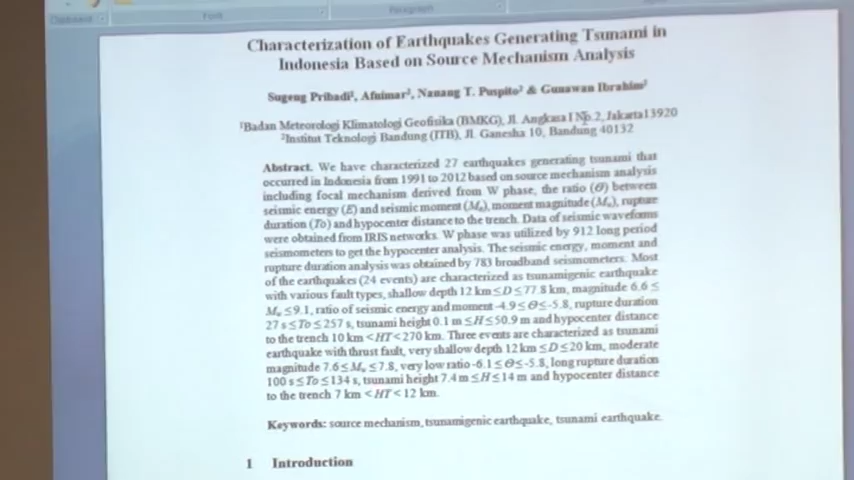 Clipboard
Font
Paragraph
Characterization of Earthquakes Generating Tsunami in
Indonesia Based on Source Mechanism Analysis
Sugeng Pribadi¹, Afnimar², Nanang T. Puspito² & Gunawan Ibrahim²
¹Badan Meteorologi Klimatologi Geofisika (BMKG), Jl. Angkasa I No.2, Jakarta13920
²Institut Teknologi Bandung (ITB), Jl. Ganesha 10, Bandung 40132
Abstract. We have characterized 27 earthquakes generating tsunami that
occurred in Indonesia from 1991 to 2012 based on source mechanism analysis
including focal mechanism derived from W phase, the ratio (Θ) between
seismic energy (E) and seismic moment (Mₒ), moment magnitude (Mw), rupture
duration (To) and hypocenter distance to the trench. Data of seismic waveforms
were obtained from IRIS networks. W phase was utilized by 912 long period
seismometers to get the hypocenter analysis. The seismic energy, moment and
rupture duration analysis was obtained by 783 broadband seismometers. Most
of the earthquakes (24 events) are characterized as tsunamigenic earthquake
with various fault types, shallow depth 12 km≤D≤77.8 km, magnitude 6.6≤
Mw≤9.1, ratio of seismic energy and moment -4.9≤Θ≤-5.8, rupture duration
27 s≤To≤257 s, tsunami height 0.1 m≤H≤50.9 m and hypocenter distance
to the trench 10 km<HT<270 km. Three events are characterized as tsunami
earthquake with thrust fault, very shallow depth 12 km≤D≤20 km, moderate
magnitude 7.6≤Mw≤7.8, very low ratio -6.1≤Θ≤-5.8, long rupture duration
100 s≤To≤134 s, tsunami height 7.4 m≤H≤14 m and hypocenter distance
to the trench 7 km<HT<12 km.
Keywords: source mechanism, tsunamigenic earthquake, tsunami earthquake.
1 Introduction